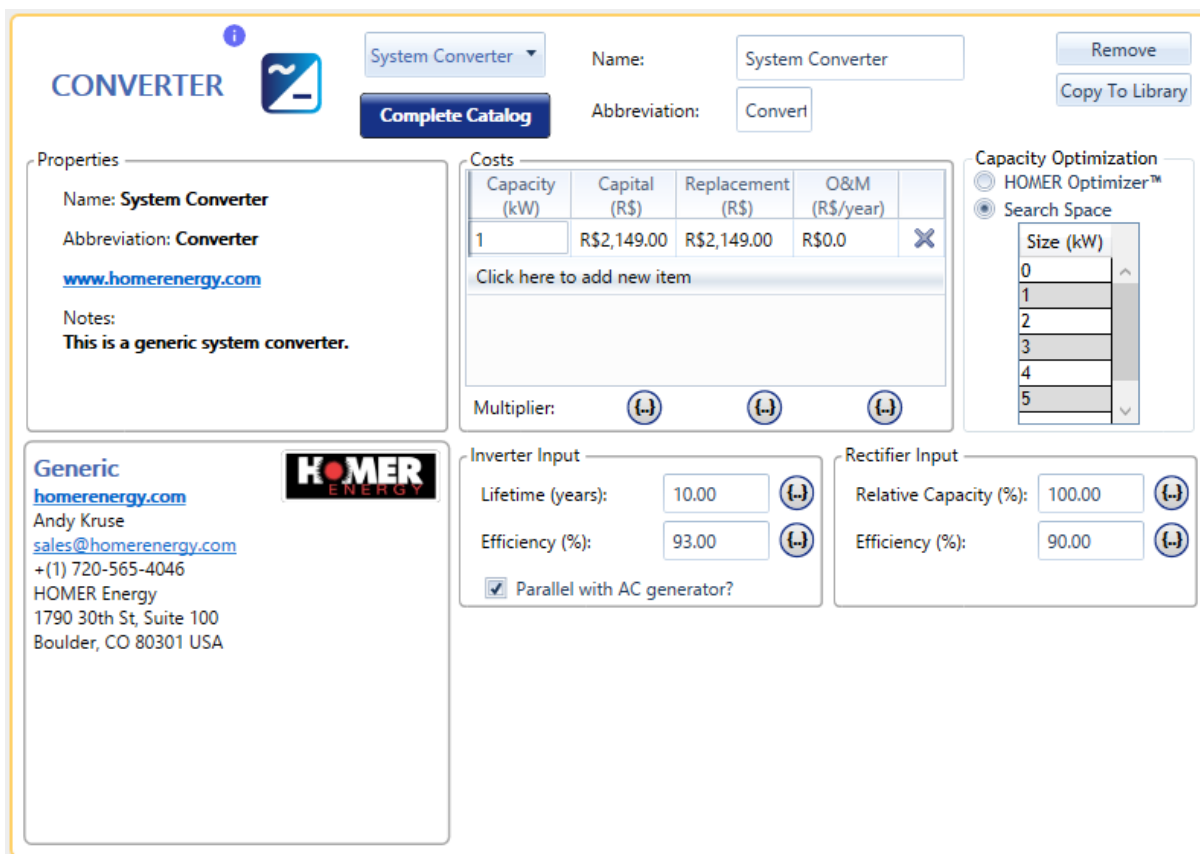 CONVERTER
System Converter
Complete Catalog
Name:
System Converter
Abbreviation:
Convert
Remove
Copy To Library
Properties
Name: System Converter
Abbreviation: Converter
www.homerenergy.com
Notes:
This is a generic system converter.
Costs
Capacity (kW) Capital (R$) Replacement (R$) O&M (R$/year)
1 R$2,149.00 R$2,149.00 R$0.0
Click here to add new item
Multiplier: {..} {..} {..}
Capacity Optimization
HOMER Optimizer™
Search Space
Size (kW)
0
1
2
3
4
5
Generic
HOMER ENERGY
homerenergy.com
Andy Kruse
sales@homerenergy.com
+(1) 720-565-4046
HOMER Energy
1790 30th St, Suite 100
Boulder, CO 80301 USA
Inverter Input
Lifetime (years): 10.00 {..}
Efficiency (%): 93.00 {..}
Parallel with AC generator?
Rectifier Input
Relative Capacity (%): 100.00 {..}
Efficiency (%): 90.00 {..}